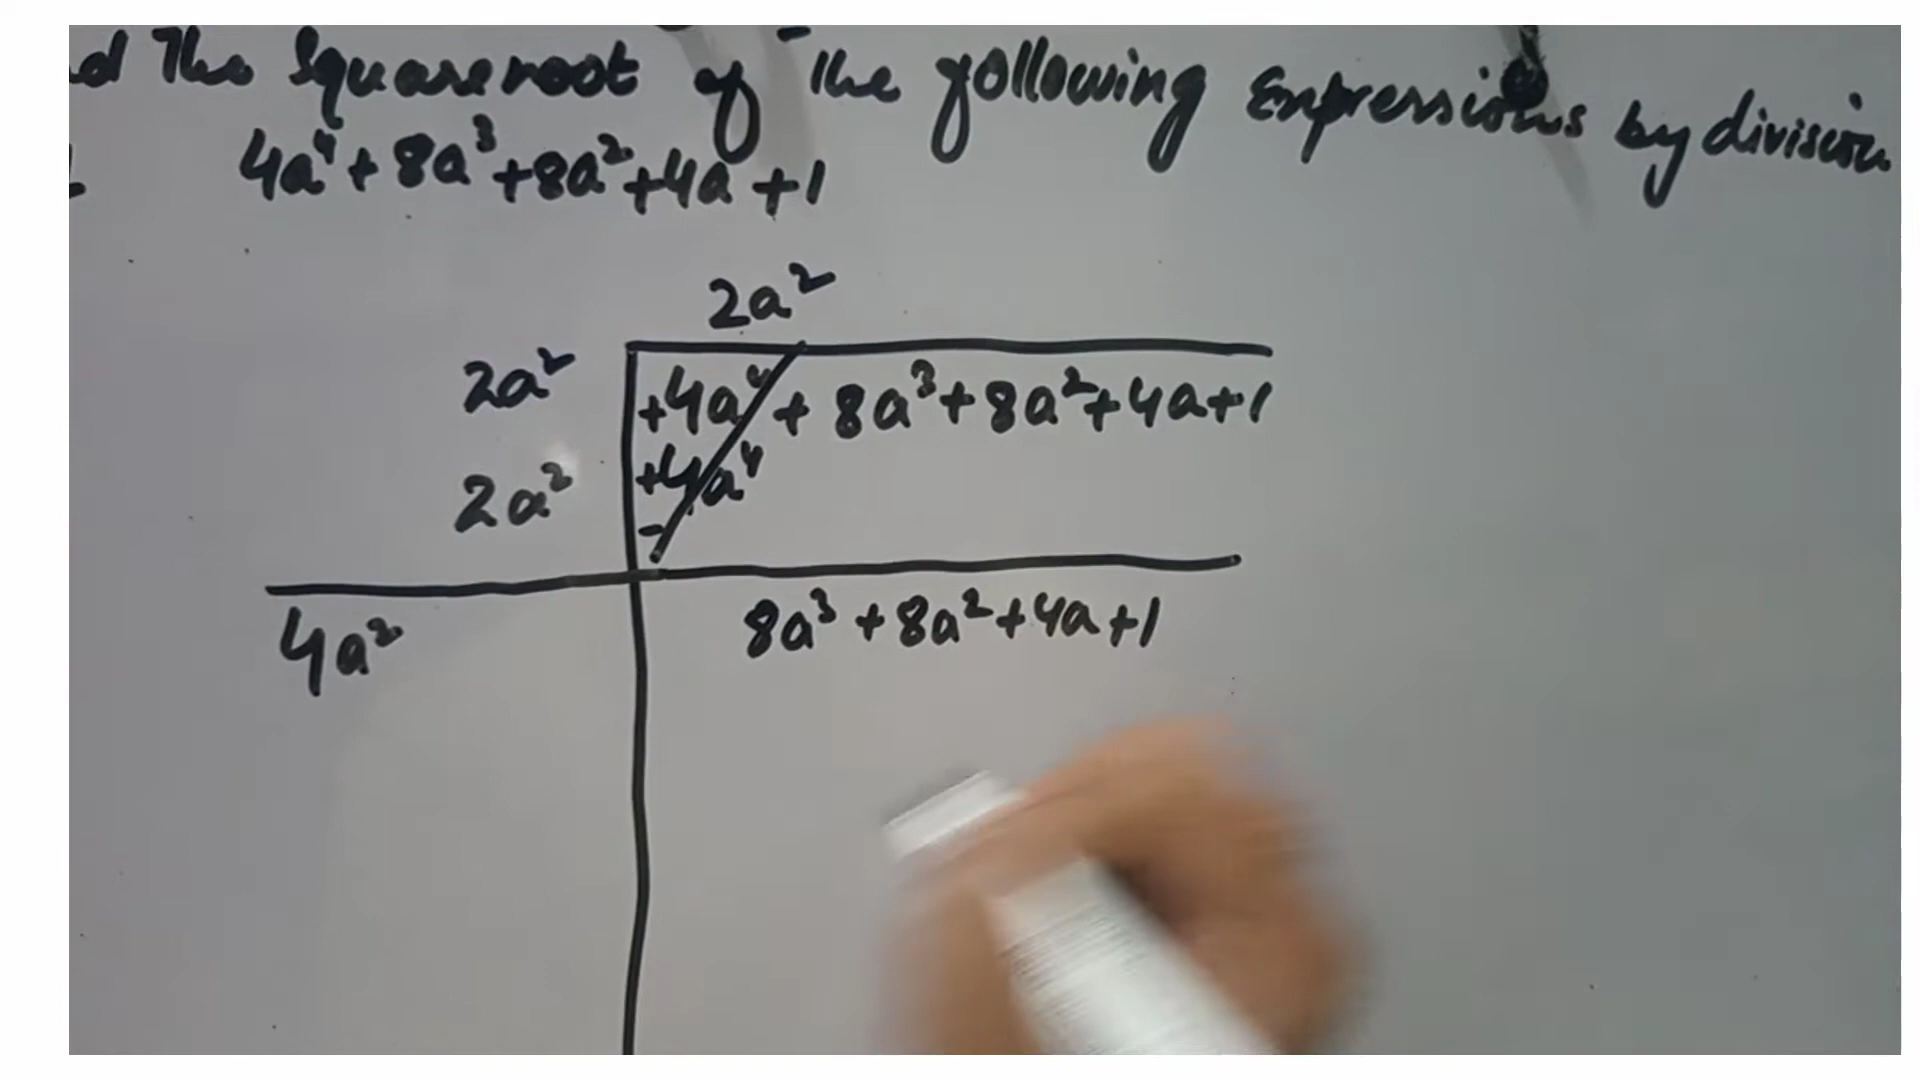 d The Squareroot of The following Expressions by division
4a⁴+8a³+8a²+4a+1
2a²
2a² +4a⁴+8a³+8a²+4a+1
2a² +4a⁴
-
4a² 8a³+8a²+4a+1